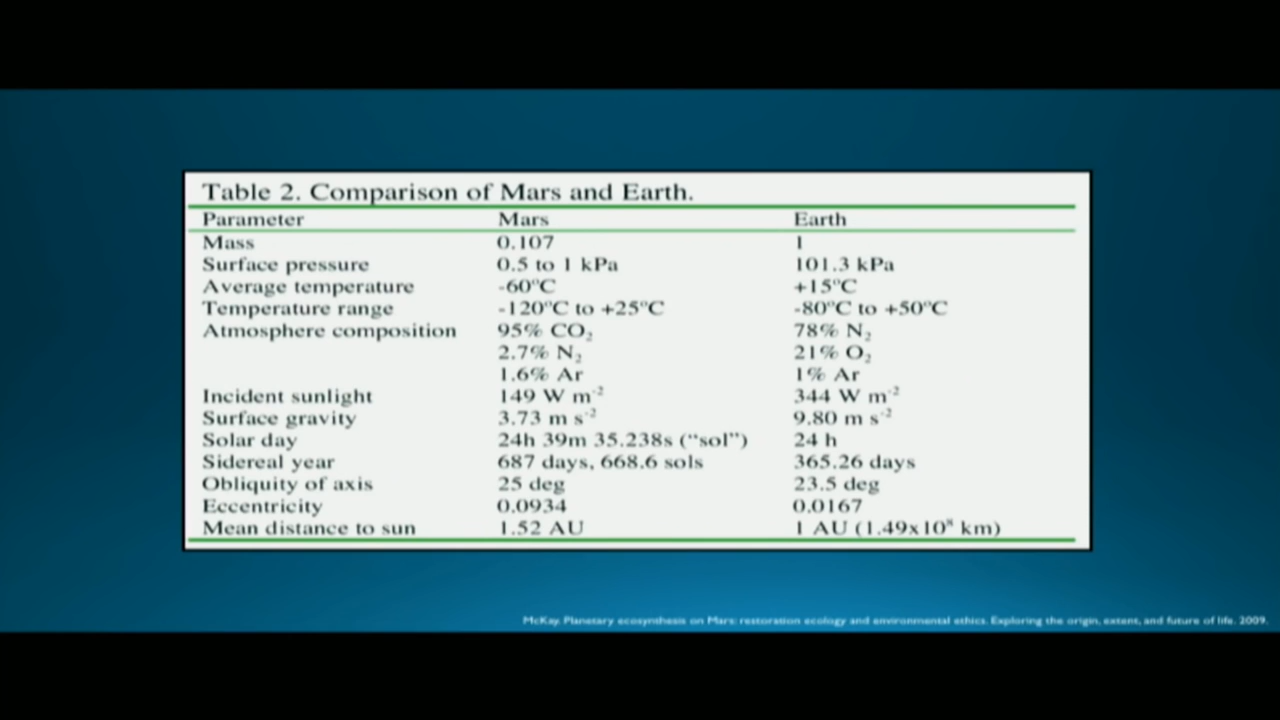 Table 2. Comparison of Mars and Earth.
Parameter Mars Earth
Mass 0.107 1
Surface pressure 0.5 to 1 kPa 101.3 kPa
Average temperature -60°C +15°C
Temperature range -120°C to +25°C -80°C to +50°C
Atmosphere composition 95% CO₂ 78% N₂
2.7% N₂ 21% O₂
1.6% Ar 1% Ar
Incident sunlight 149 W m⁻² 344 W m⁻²
Surface gravity 3.73 m s⁻² 9.80 m s⁻²
Solar day 24h 39m 35.238s (“sol”) 24 h
Sidereal year 687 days, 668.6 sols 365.26 days
Obliquity of axis 25 deg 23.5 deg
Eccentricity 0.0934 0.0167
Mean distance to sun 1.52 AU 1 AU (1.49x10⁸ km)
McKay. Planetary ecosynthesis on Mars: restoration ecology and environmental ethics. Exploring the origin, extent, and future of life. 2009.